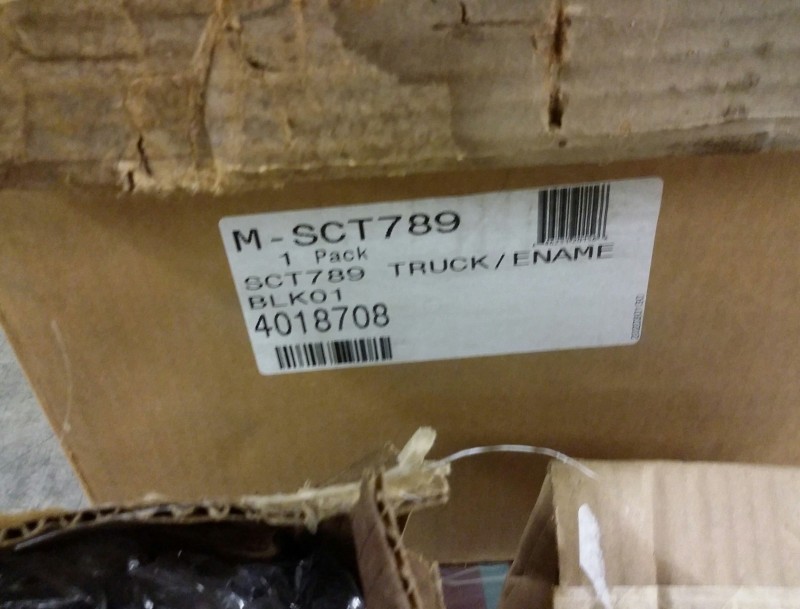 M-SCT789
1 Pack
SCT789 TRUCK/ENAME
BLK01
4018708